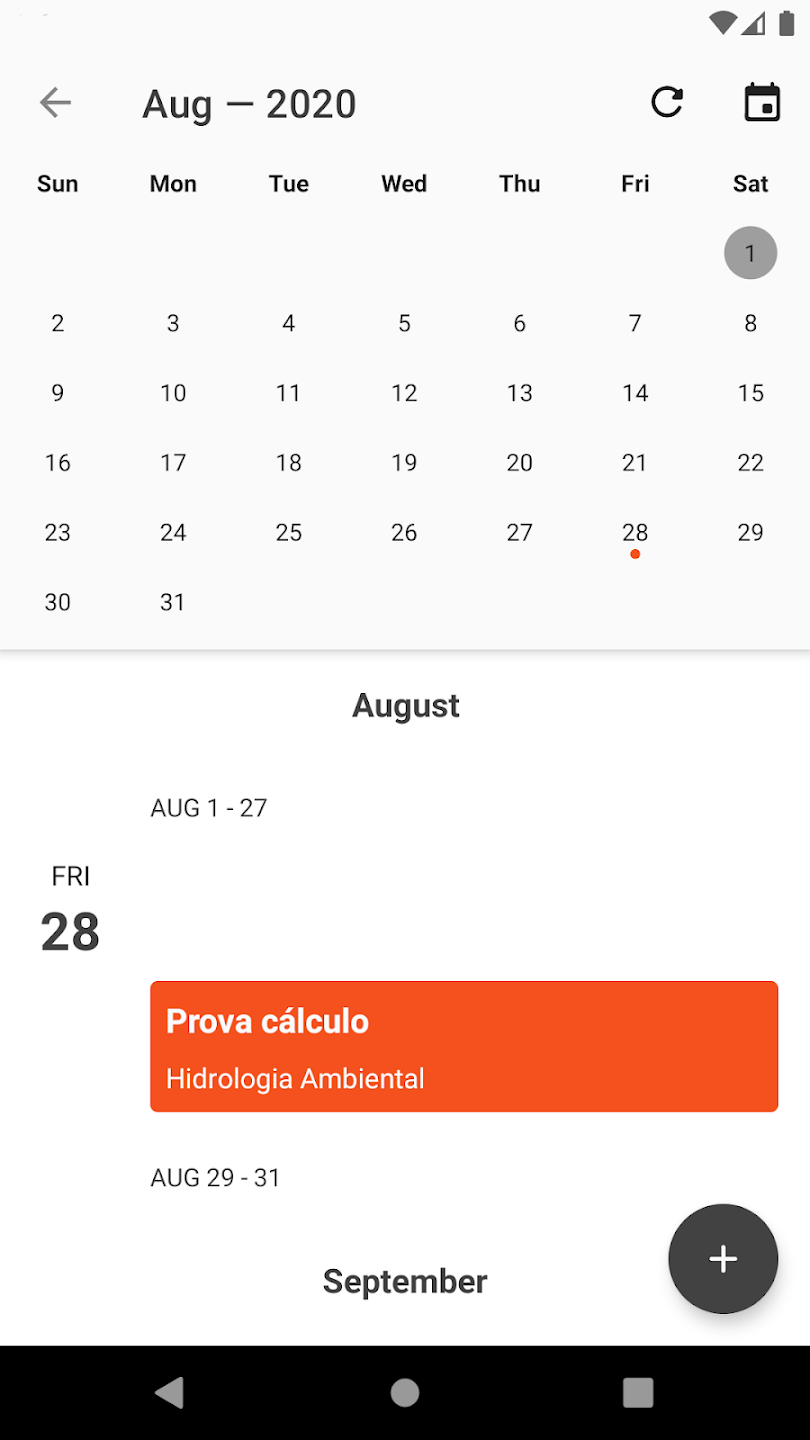 Aug — 2020
Sun Mon Tue Wed Thu Fri Sat
1
2 3 4 5 6 7 8
9 10 11 12 13 14 15
16 17 18 19 20 21 22
23 24 25 26 27 28 29
30 31
August
AUG 1 - 27
FRI
28
Prova cálculo
Hidrologia Ambiental
AUG 29 - 31
September